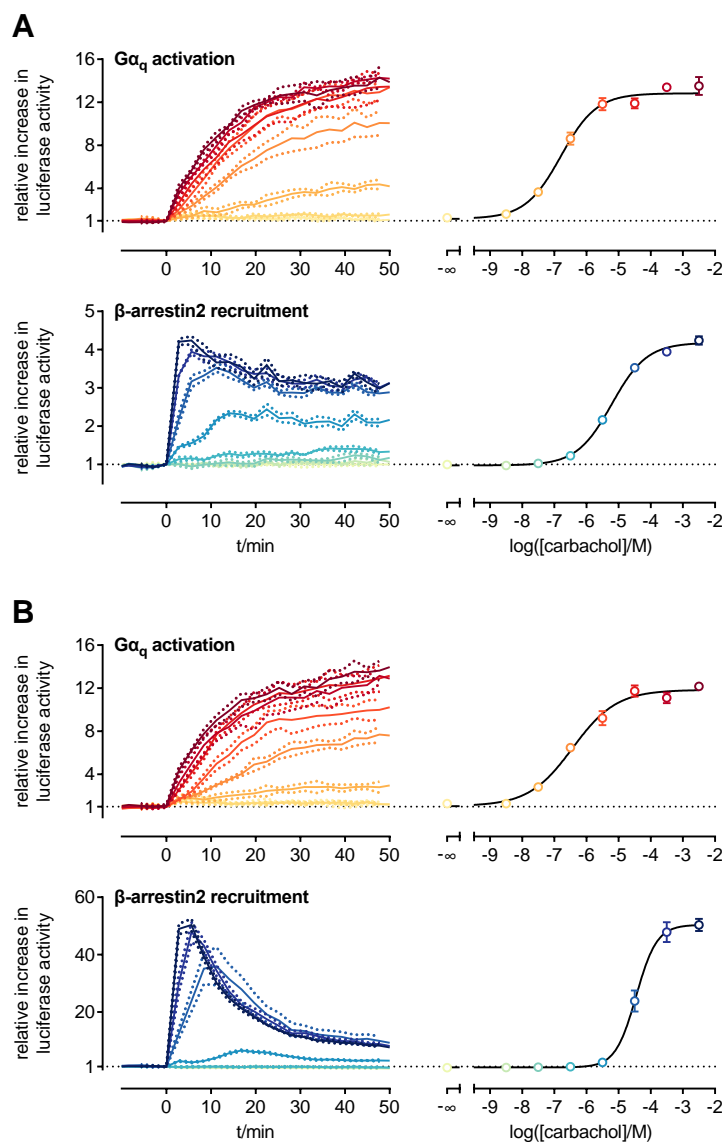 A
Gαq activation
relative increase in
luciferase activity
16
12
8
4
1
0 10 20 30 40 50
-∞ -9 -8 -7 -6 -5 -4 -3 -2
β-arrestin2 recruitment
relative increase in
luciferase activity
5
4
3
2
1
0 10 20 30 40 50
-∞ -9 -8 -7 -6 -5 -4 -3 -2
t/min
log([carbachol]/M)
B
Gαq activation
relative increase in
luciferase activity
16
12
8
4
1
0 10 20 30 40 50
-∞ -9 -8 -7 -6 -5 -4 -3 -2
β-arrestin2 recruitment
relative increase in
luciferase activity
60
40
20
1
0 10 20 30 40 50
-∞ -9 -8 -7 -6 -5 -4 -3 -2
t/min
log([carbachol]/M)